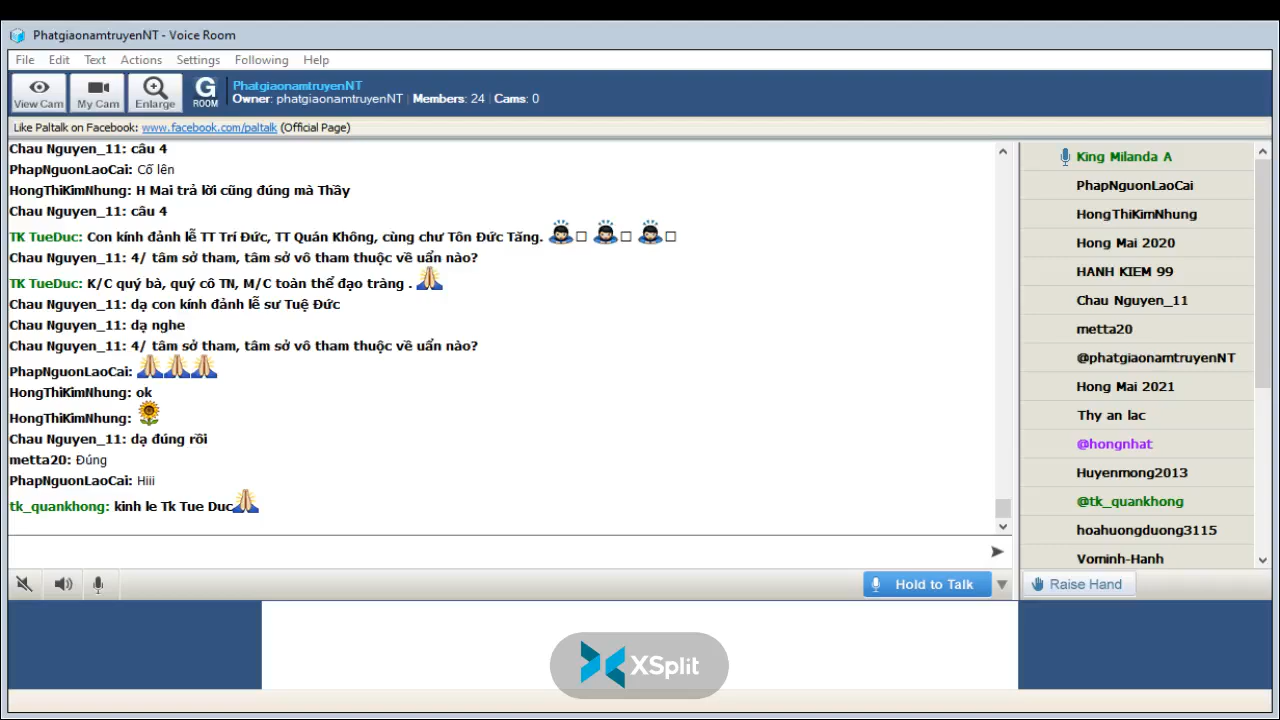 PhatgiaonamtruyenNT - Voice Room
File Edit Text Actions Settings Following Help
View Cam My Cam Enlarge G ROOM
PhatgiaonamtruyenNT
Owner: phatgiaonamtruyenNT | Members: 24 | Cams: 0
Like Paltalk on Facebook: www.facebook.com/paltalk (Official Page)
Chau Nguyen_11: câu 4
PhapNguonLaoCai: Cố lên
HongThiKimNhung: H Mai trả lời cũng đúng mà Thầy
Chau Nguyen_11: câu 4
TK TueDuc: Con kính đảnh lễ TT Trí Đức, TT Quán Không, cùng chư Tôn Đức Tăng.
Chau Nguyen_11: 4/ tâm sở tham, tâm sở vô tham thuộc về uẩn nào?
TK TueDuc: K/C quý bà, quý cô TN, M/C toàn thể đạo tràng .
Chau Nguyen_11: dạ con kính đảnh lễ sư Tuệ Đức
Chau Nguyen_11: dạ nghe
Chau Nguyen_11: 4/ tâm sở tham, tâm sở vô tham thuộc về uẩn nào?
PhapNguonLaoCai:
HongThiKimNhung: ok
HongThiKimNhung:
Chau Nguyen_11: dạ đúng rồi
metta20: Đúng
PhapNguonLaoCai: Hiii
tk_quankhong: kinh le Tk Tue Duc
King Milanda A
PhapNguonLaoCai
HongThiKimNhung
Hong Mai 2020
HANH KIEM 99
Chau Nguyen_11
metta20
@phatgiaonamtruyenNT
Hong Mai 2021
Thy an lac
@hongnhat
Huyenmong2013
@tk_quankhong
hoahuongduong3115
Vominh-Hanh
Hold to Talk
Raise Hand
XSplit